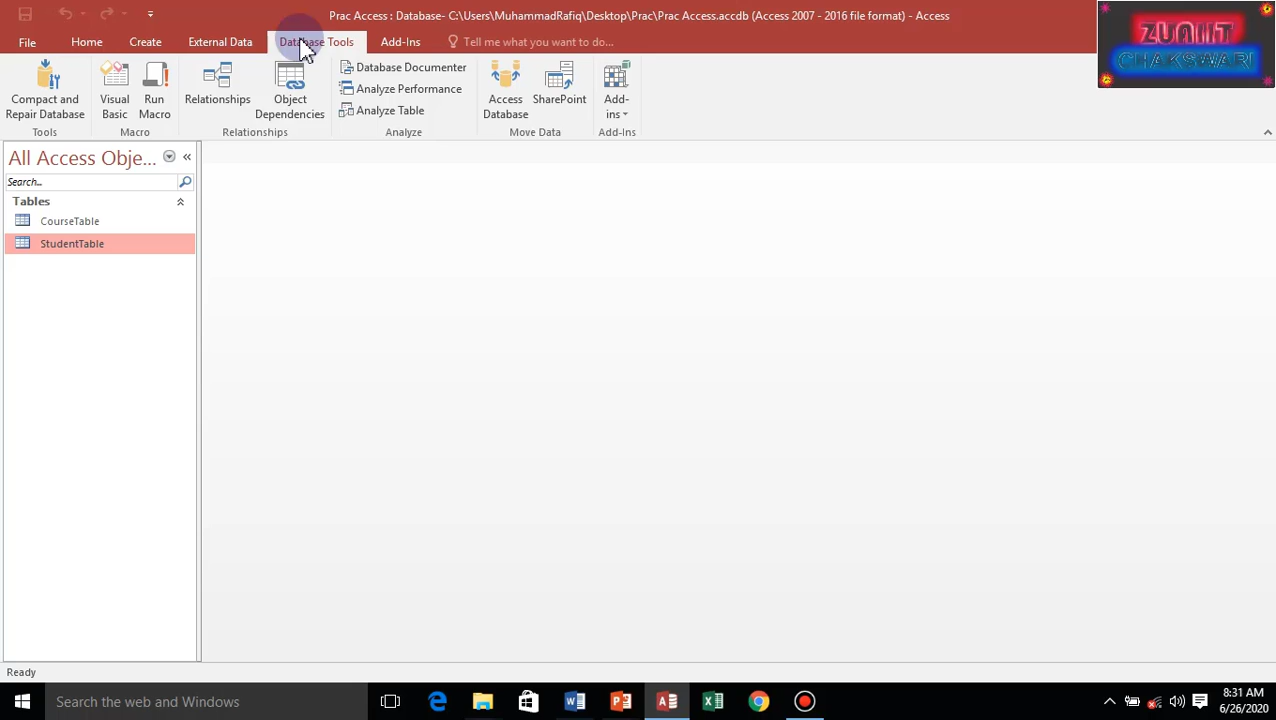 Prac Access : Database- C:\Users\MuhammadRafiq\Desktop\Prac\Prac Access.accdb (Access 2007 - 2016 file format) - Access
ZUAIIT
CHAKSWARI
File Home Create External Data Database Tools Add-Ins Tell me what you want to do...
Compact and Repair Database
Visual Basic
Run Macro
Relationships
Object Dependencies
Database Documenter
Analyze Performance
Analyze Table
Access Database
SharePoint
Add-ins
Tools Macro Relationships Analyze Move Data Add-Ins
All Access Obje...
Search...
Tables
CourseTable
StudentTable
Ready
Search the web and Windows
8:31 AM
6/26/2020